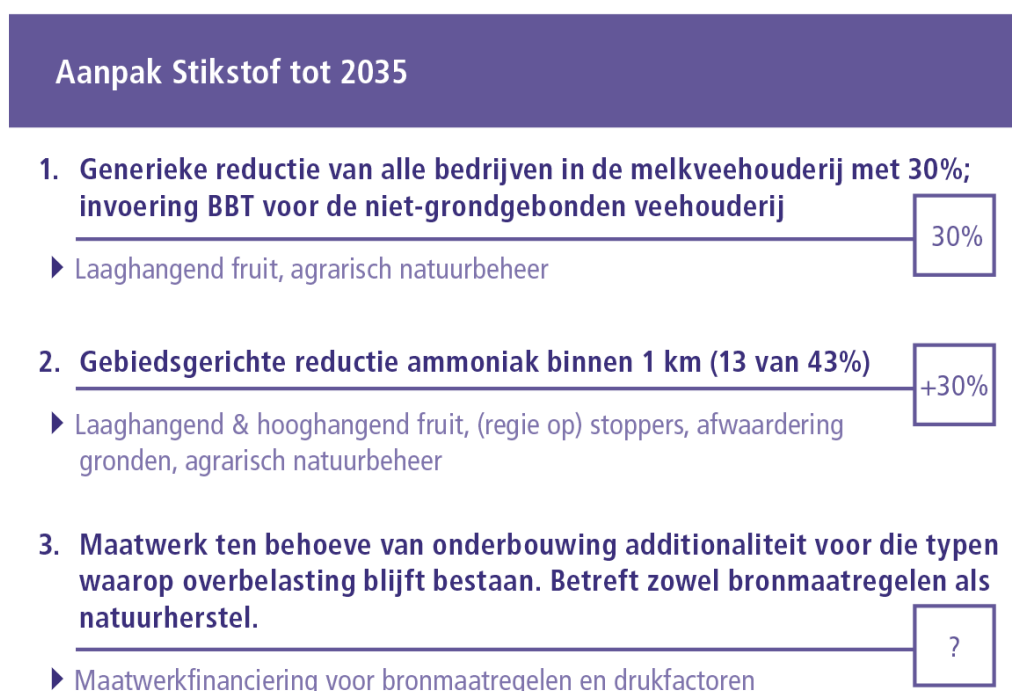 Aanpak Stikstof tot 2035
1. Generieke reductie van alle bedrijven in de melkveehouderij met 30%;
invoering BBT voor de niet-grondgebonden veehouderij
30%
Laaghangend fruit, agrarisch natuurbeheer
2. Gebiedsgerichte reductie ammoniak binnen 1 km (13 van 43%)
+30%
Laaghangend & hooghangend fruit, (regie op) stoppers, afwaardering
gronden, agrarisch natuurbeheer
3. Maatwerk ten behoeve van onderbouwing additionaliteit voor die typen
waarop overbelasting blijft bestaan. Betreft zowel bronmaatregelen als
natuurherstel.
?
Maatwerkfinanciering voor bronmaatregelen en drukfactoren